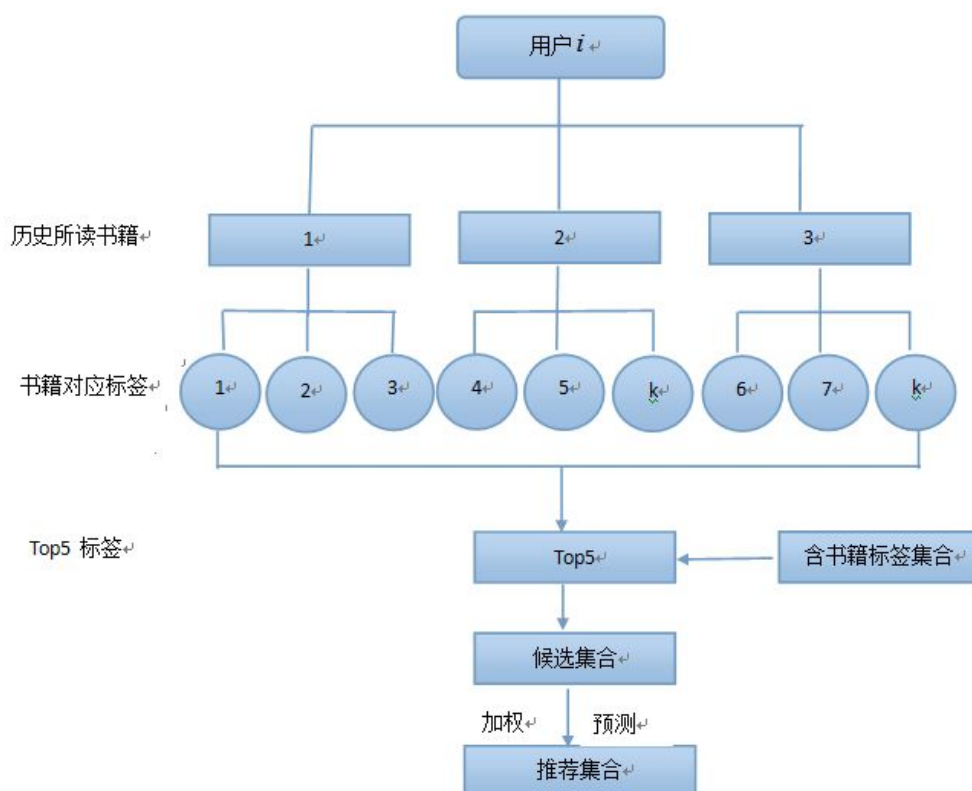 用户 i
历史所读书籍
1
2
3
书籍对应标签
1
2
3
4
5
k
6
7
k
Top5 标签
Top5
含书籍标签集合
候选集合
加权
预测
推荐集合